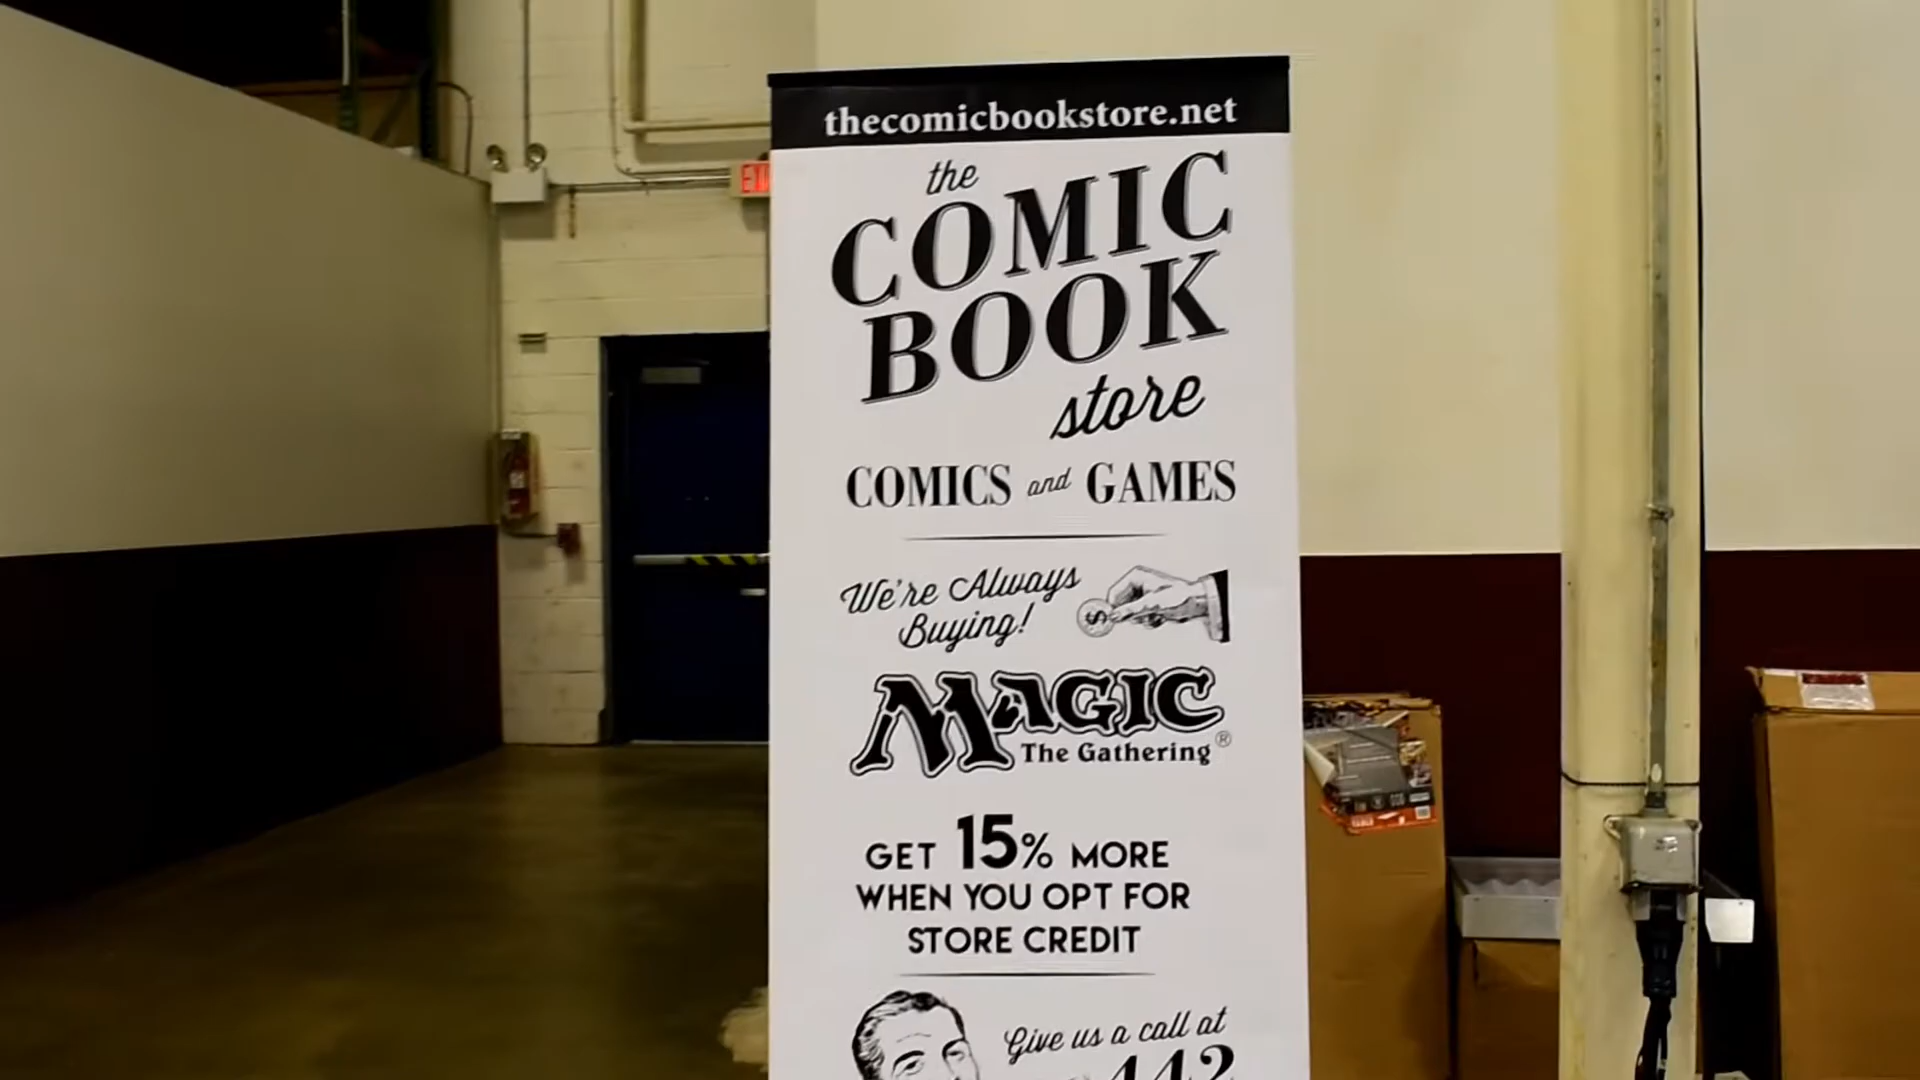 thecomicbookstore.net
the
COMIC
BOOK
store
COMICS and GAMES
We're Always
Buying!
$
MAGIC
The Gathering®
GET 15% MORE
WHEN YOU OPT FOR
STORE CREDIT
Give us a call at
442